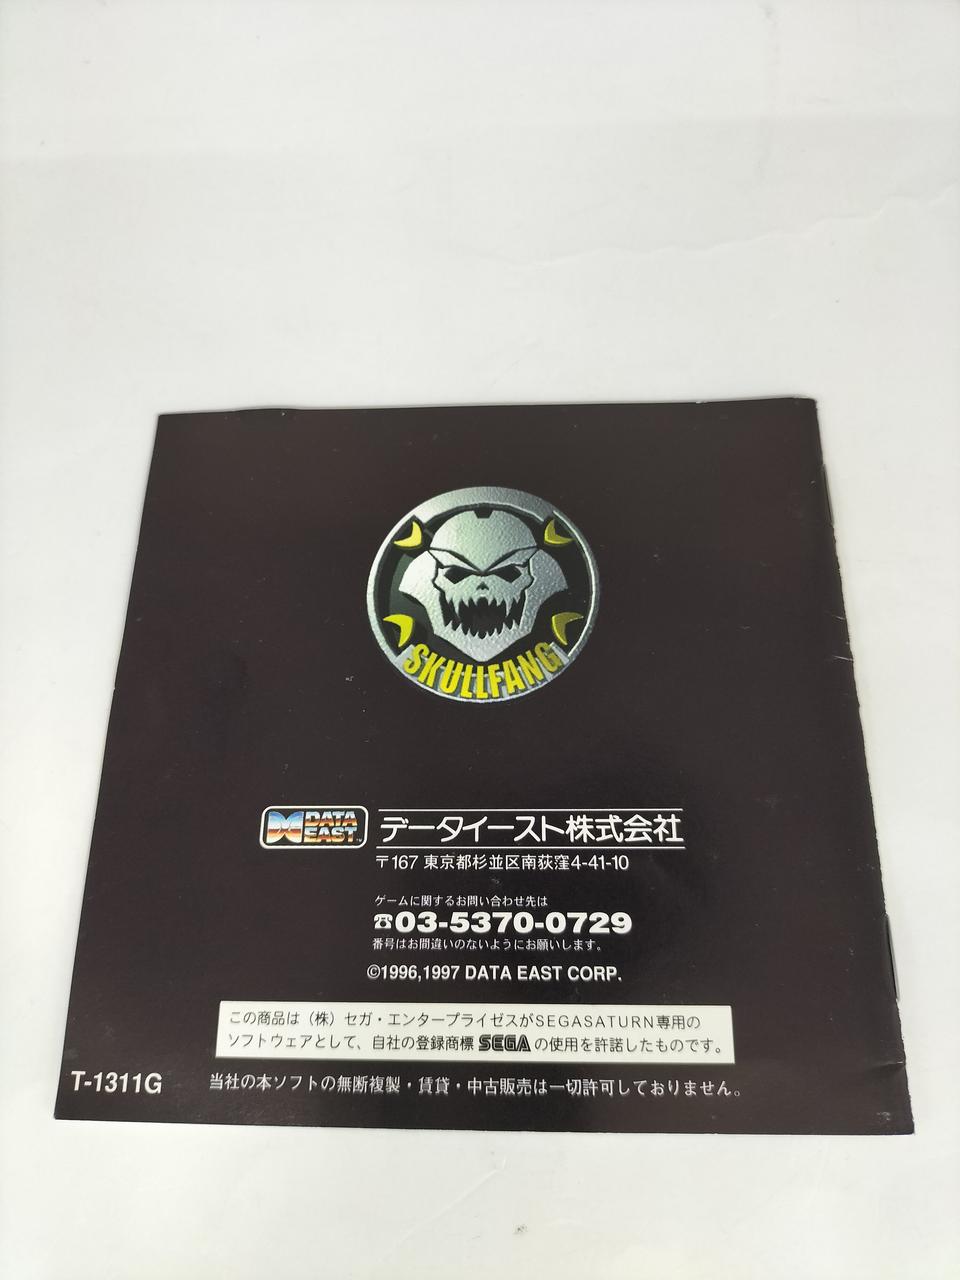 SKULLFANG
DATA EAST™ データイースト株式会社
〒167 東京都杉並区南荻窪4-41-10
ゲームに関するお問い合わせ先は
☎03-5370-0729
番号はお間違いのないようにお願いします。
©1996,1997 DATA EAST CORP.
この商品は（株）セガ・エンタープライゼスがSEGASATURN専用の
ソフトウェアとして、自社の登録商標 SEGA の使用を許諾したものです。
T-1311G 当社の本ソフトの無断複製・賃貸・中古販売は一切許可しておりません。